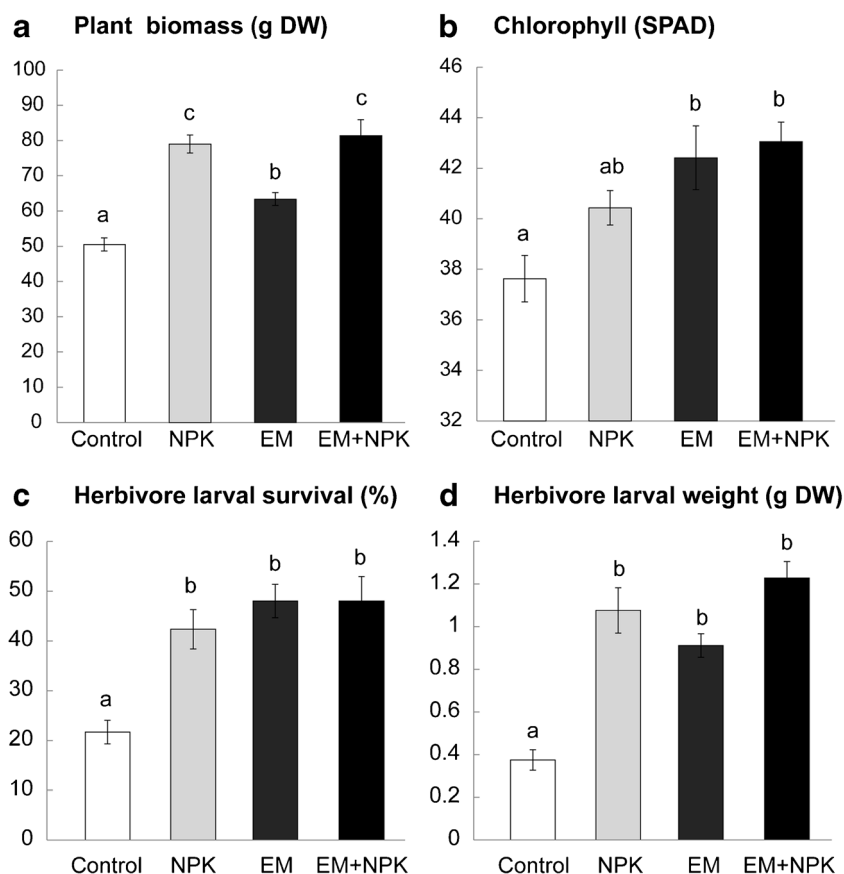 a Plant biomass (g DW)
100
90
80
70
60
50
40
30
20
10
0
a
c
b
c
Control NPK EM EM+NPK
b Chlorophyll (SPAD)
46
44
42
40
38
36
34
32
a
ab
b
b
Control NPK EM EM+NPK
c Herbivore larval survival (%)
60
50
40
30
20
10
0
a
b
b
b
Control NPK EM EM+NPK
d Herbivore larval weight (g DW)
1.4
1.2
1
0.8
0.6
0.4
0.2
0
a
b
b
b
Control NPK EM EM+NPK